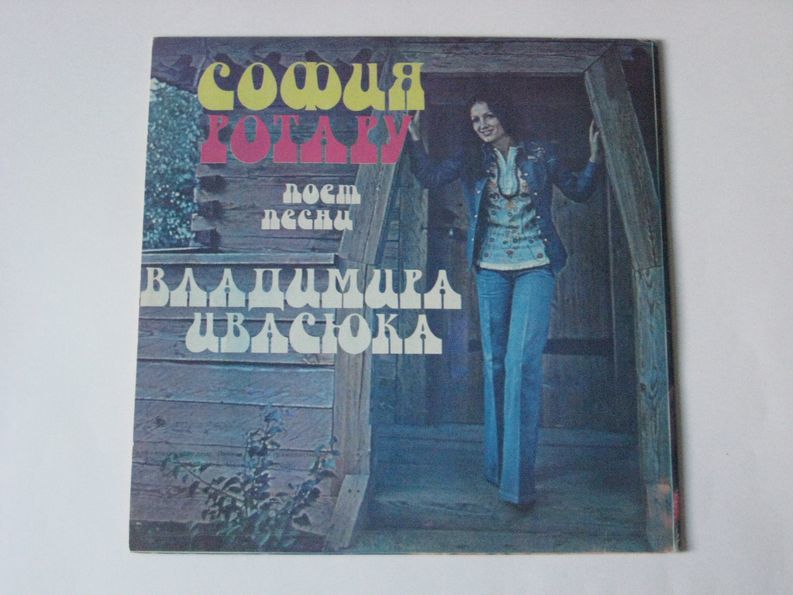 СОФИЯ
РОТАРУ
поет
песни
ВЛАДИМИРА
ИВАСЮКА